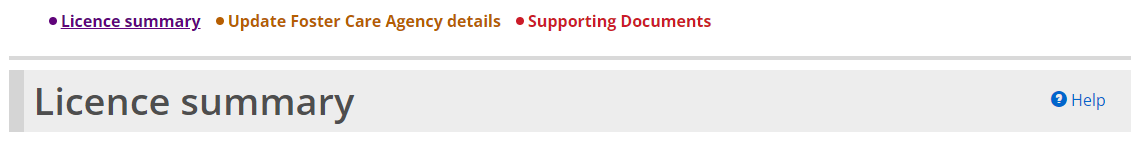 Licence summary Update Foster Care Agency details Supporting Documents
Licence summary
Help